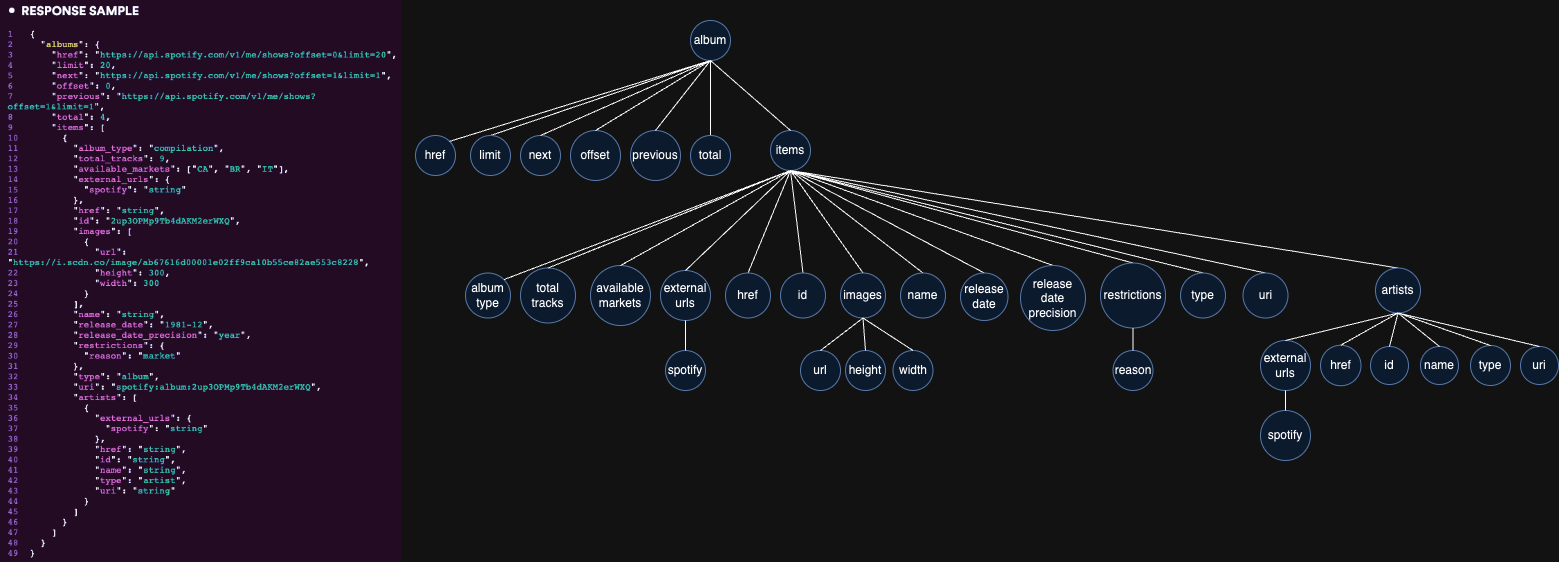 • RESPONSE SAMPLE
1 {
2 "albums": {
3 "href": "https://api.spotify.com/v1/me/shows?offset=0&limit=20",
4 "limit": 20,
5 "next": "https://api.spotify.com/v1/me/shows?offset=1&limit=1",
6 "offset": 0,
7 "previous": "https://api.spotify.com/v1/me/shows?
offset=1&limit=1",
8 "total": 4,
9 "items": [
10 {
11 "album_type": "compilation",
12 "total_tracks": 9,
13 "available_markets": ["CA", "BR", "IT"],
14 "external_urls": {
15 "spotify": "string"
16 },
17 "href": "string",
18 "id": "2up3OPMp9Tb4dAKM2erWXQ",
19 "images": [
20 {
21 "url":
"https://i.scdn.co/image/ab67616d00001e02ff9ca10b55ce82ae553c8228",
22 "height": 300,
23 "width": 300
24 }
25 ],
26 "name": "string",
27 "release_date": "1981-12",
28 "release_date_precision": "year",
29 "restrictions": {
30 "reason": "market"
31 },
32 "type": "album",
33 "uri": "spotify:album:2up3OPMp9Tb4dAKM2erWXQ",
34 "artists": [
35 {
36 "external_urls": {
37 "spotify": "string"
38 },
39 "href": "string",
40 "id": "string",
41 "name": "string",
42 "type": "artist",
43 "uri": "string"
44 }
45 ]
46 }
47 ]
48 }
49 }
album
href
limit
next
offset
previous
total
items
album
type
total
tracks
available
markets
external
urls
href
id
images
name
release
date
release
date
precision
restrictions
type
uri
artists
spotify
url
height
width
reason
external
urls
href
id
name
type
uri
spotify